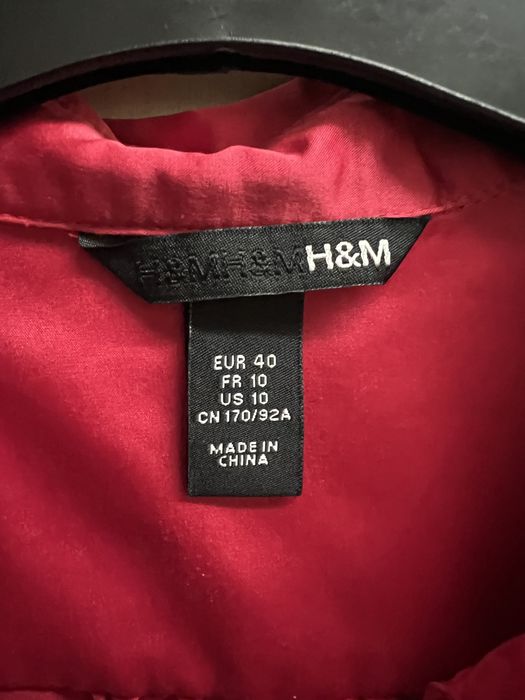 H&MH&MH&M
EUR 40
FR 10
US 10
CN 170/92A
MADE IN
CHINA